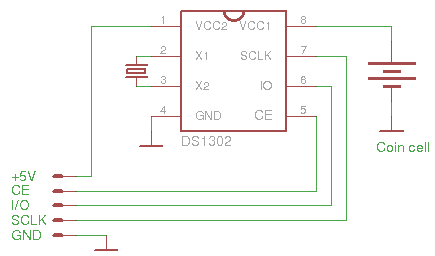 1 VCC2 VCC1 8
2 X1 SCLK 7
3 X2 IO 6
4 GND CE 5
DS1302
Coin cell
+5V
CE
I/O
SCLK
GND